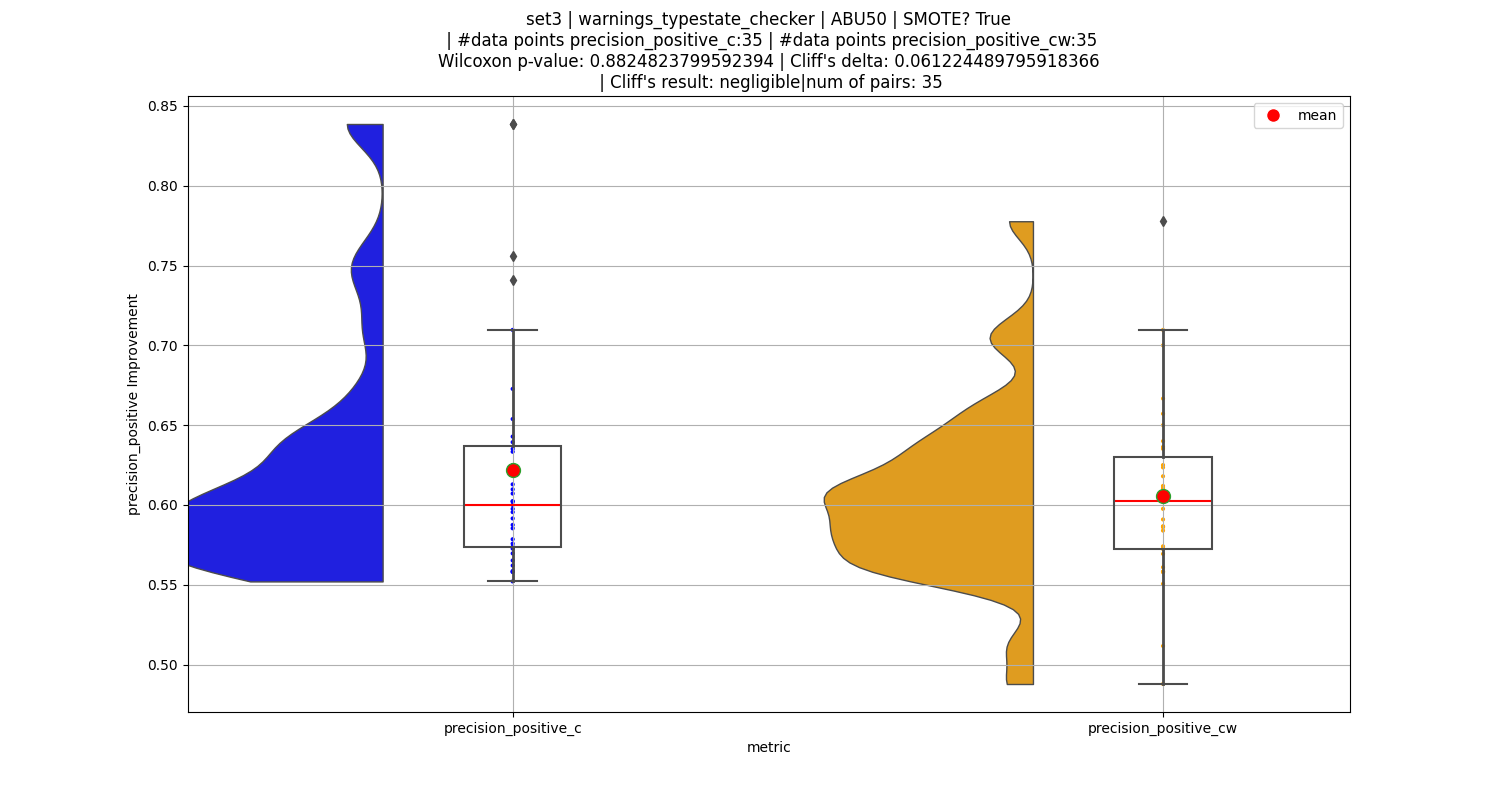 set3 | warnings_typestate_checker | ABU50 | SMOTE? True
| #data points precision_positive_c:35 | #data points precision_positive_cw:35
Wilcoxon p-value: 0.8824823799592394 | Cliff's delta: 0.061224489795918366
| Cliff's result: negligible|num of pairs: 35
mean
0.85
0.80
0.75
0.70
0.65
0.60
0.55
0.50
precision_positive Improvement
precision_positive_c
precision_positive_cw
metric